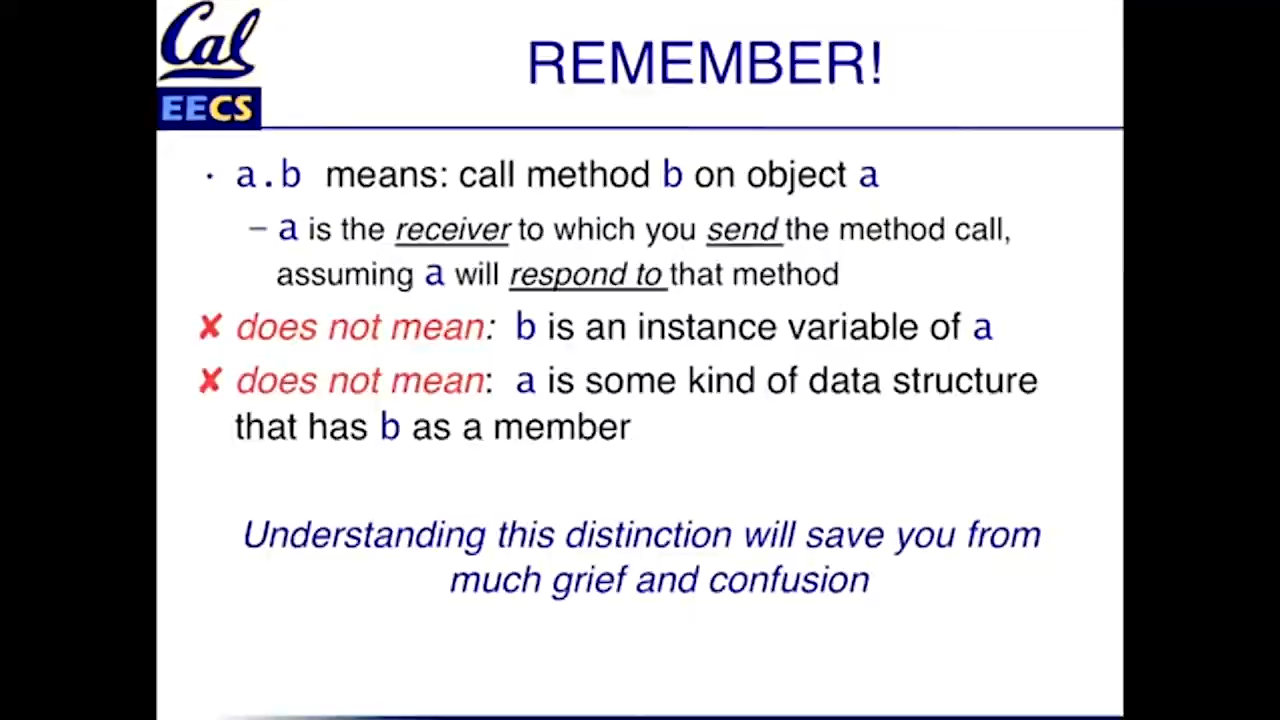 Cal
EECS
REMEMBER!
· a.b means: call method b on object a
– a is the receiver to which you send the method call,
assuming a will respond to that method
✘ does not mean: b is an instance variable of a
✘ does not mean: a is some kind of data structure
that has b as a member
Understanding this distinction will save you from
much grief and confusion